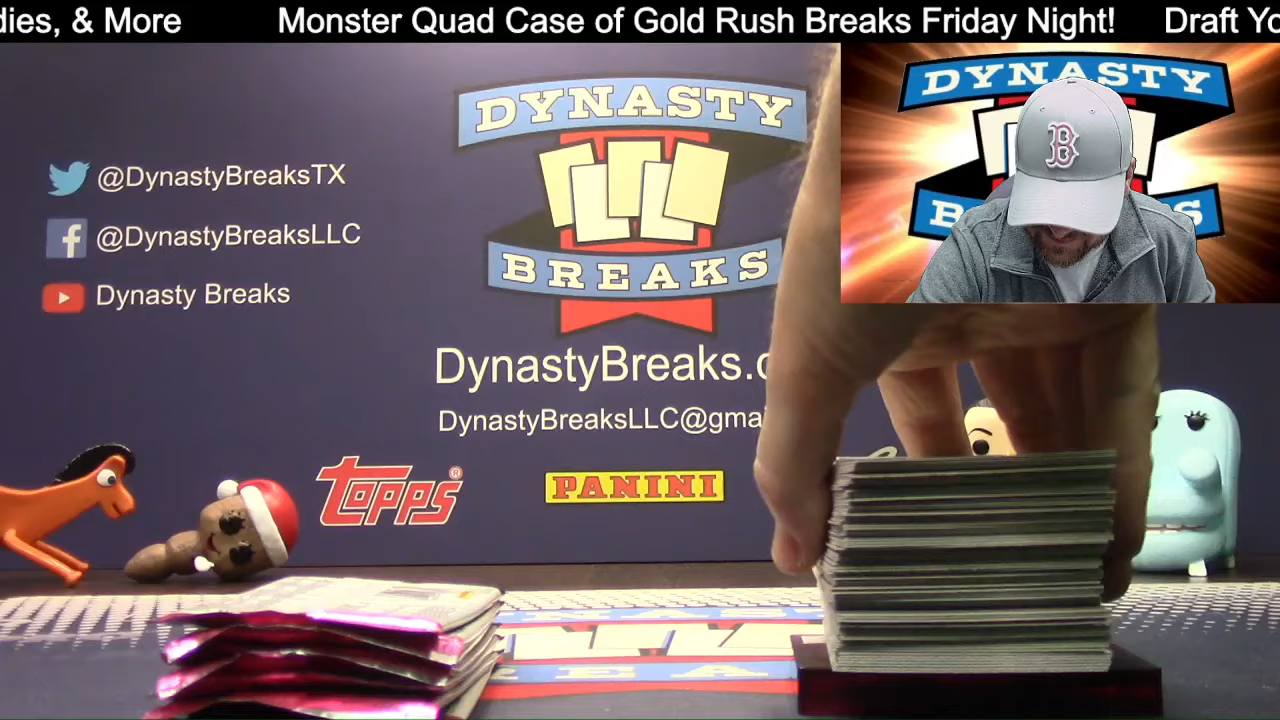 dies, & More Monster Quad Case of Gold Rush Breaks Friday Night! Draft Yo
DYNASTY
BREAKS
@DynastyBreaksTX
@DynastyBreaksLLC
Dynasty Breaks
DynastyBreaks.c
DynastyBreaksLLC@gmai
TOPPS®
PANINI
DYNASTY
B
S
B